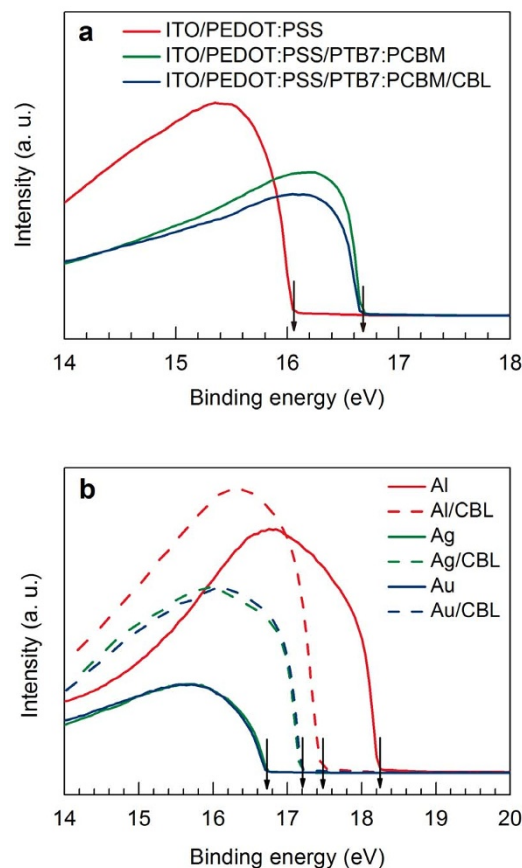 a
ITO/PEDOT:PSS
ITO/PEDOT:PSS/PTB7:PCBM
ITO/PEDOT:PSS/PTB7:PCBM/CBL
Intensity (a. u.)
14 15 16 17 18
Binding energy (eV)
b
Al
Al/CBL
Ag
Ag/CBL
Au
Au/CBL
Intensity (a. u.)
14 15 16 17 18 19 20
Binding energy (eV)